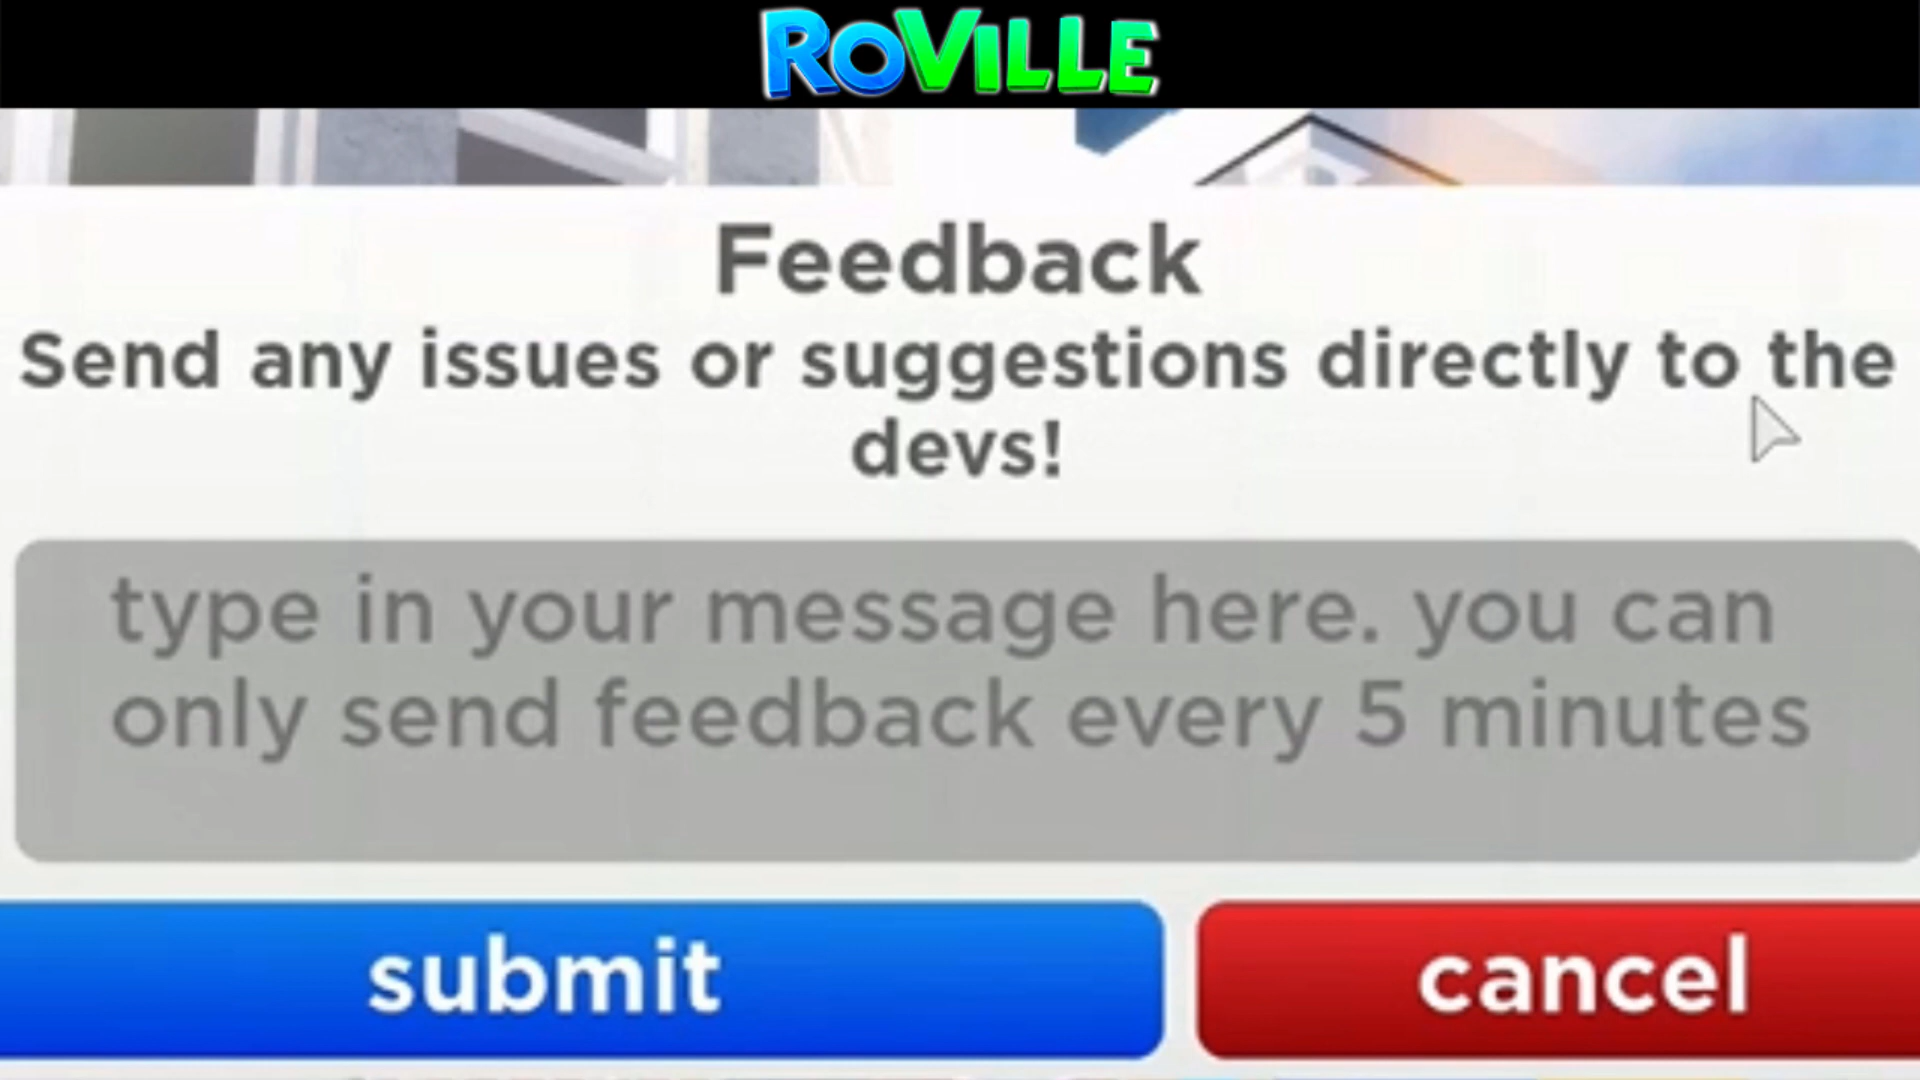 ROVILLE
Feedback
Send any issues or suggestions directly to the
devs!
type in your message here. you can
only send feedback every 5 minutes
submit
cancel